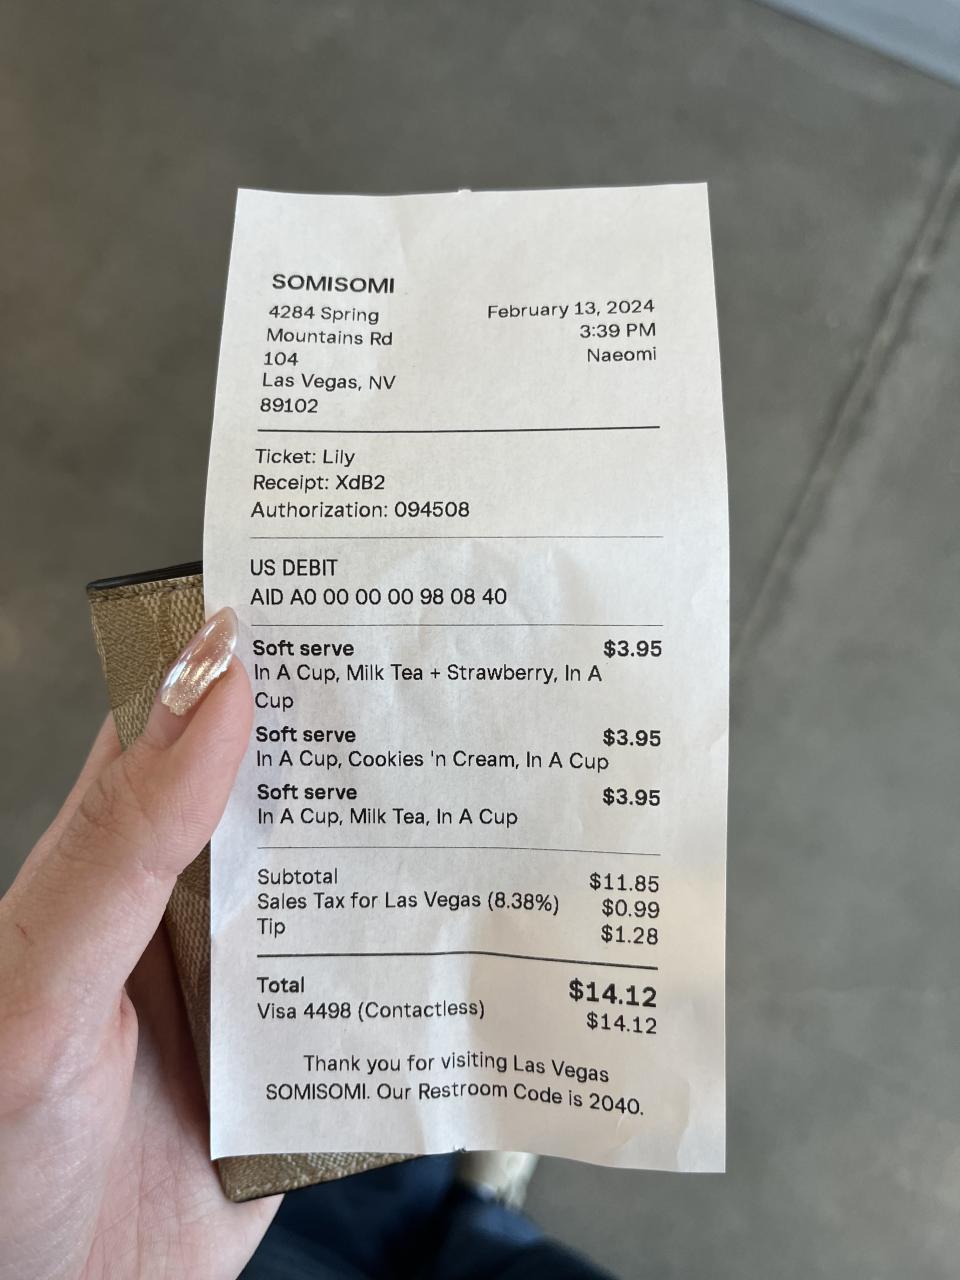 SOMISOMI
4284 Spring
Mountains Rd
104
Las Vegas, NV
89102
February 13, 2024
3:39 PM
Naeomi
Ticket: Lily
Receipt: XdB2
Authorization: 094508
US DEBIT
AID A0 00 00 00 98 08 40
Soft serve $3.95
In A Cup, Milk Tea + Strawberry, In A
Cup
Soft serve $3.95
In A Cup, Cookies 'n Cream, In A Cup
Soft serve $3.95
In A Cup, Milk Tea, In A Cup
Subtotal $11.85
Sales Tax for Las Vegas (8.38%) $0.99
Tip $1.28
Total $14.12
Visa 4498 (Contactless) $14.12
Thank you for visiting Las Vegas
SOMISOMI. Our Restroom Code is 2040.